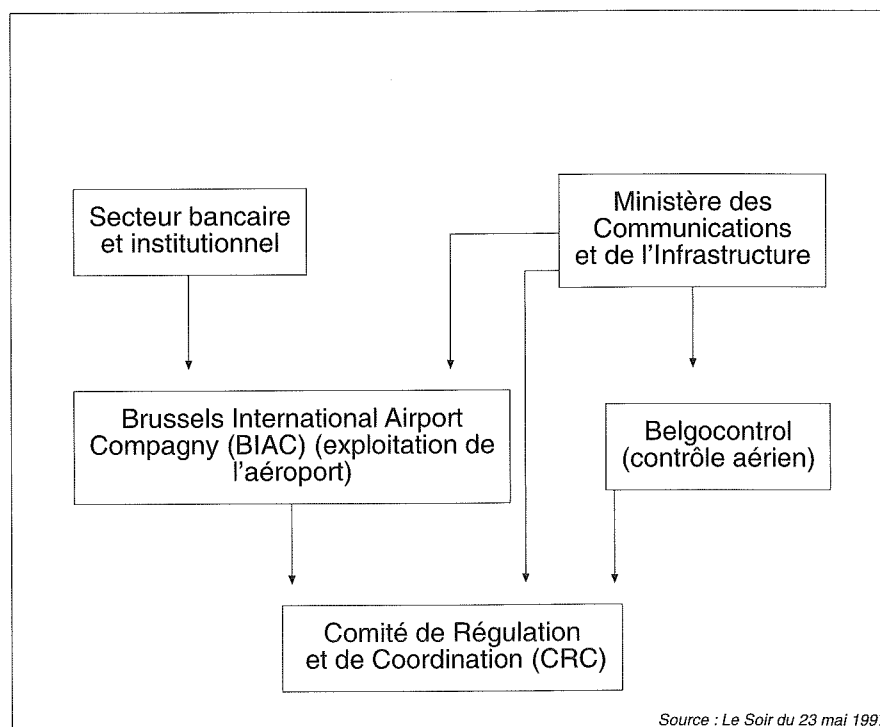 Secteur bancaire
et institutionnel
Ministère des
Communications
et de l'Infrastructure
Brussels International Airport
Compagny (BIAC) (exploitation de
l'aéroport)
Belgocontrol
(contrôle aérien)
Comité de Régulation
et de Coordination (CRC)
Source : Le Soir du 23 mai